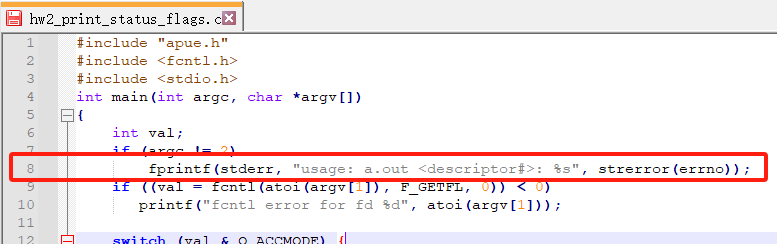 hw2_print_status_flags.c
1 #include "apue.h"
2 #include <fcntl.h>
3 #include <stdio.h>
4 int main(int argc, char *argv[])
5 {
6 int val;
7 if (argc != 2)
8 fprintf(stderr, "usage: a.out <descriptor#>: %s", strerror(errno));
9 if ((val = fcntl(atoi(argv[1]), F_GETFL, 0)) < 0)
10 printf("fcntl error for fd %d", atoi(argv[1]));
11
12 switch (val & O_ACCMODE) {